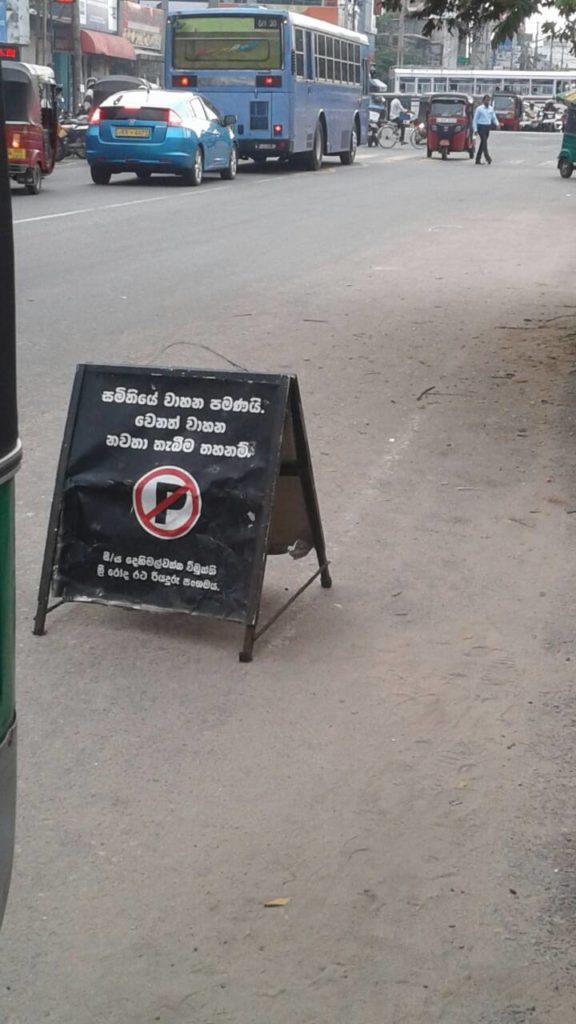 සමිතියේ වාහන පමණයි.
වෙනත් වාහන
නවතා තැබීම තහනම්.
P
සී/ස දෙහිමල්වත්ත විමුක්ති
ත්‍රී රෝද රථ රියදුරු සංගමය.